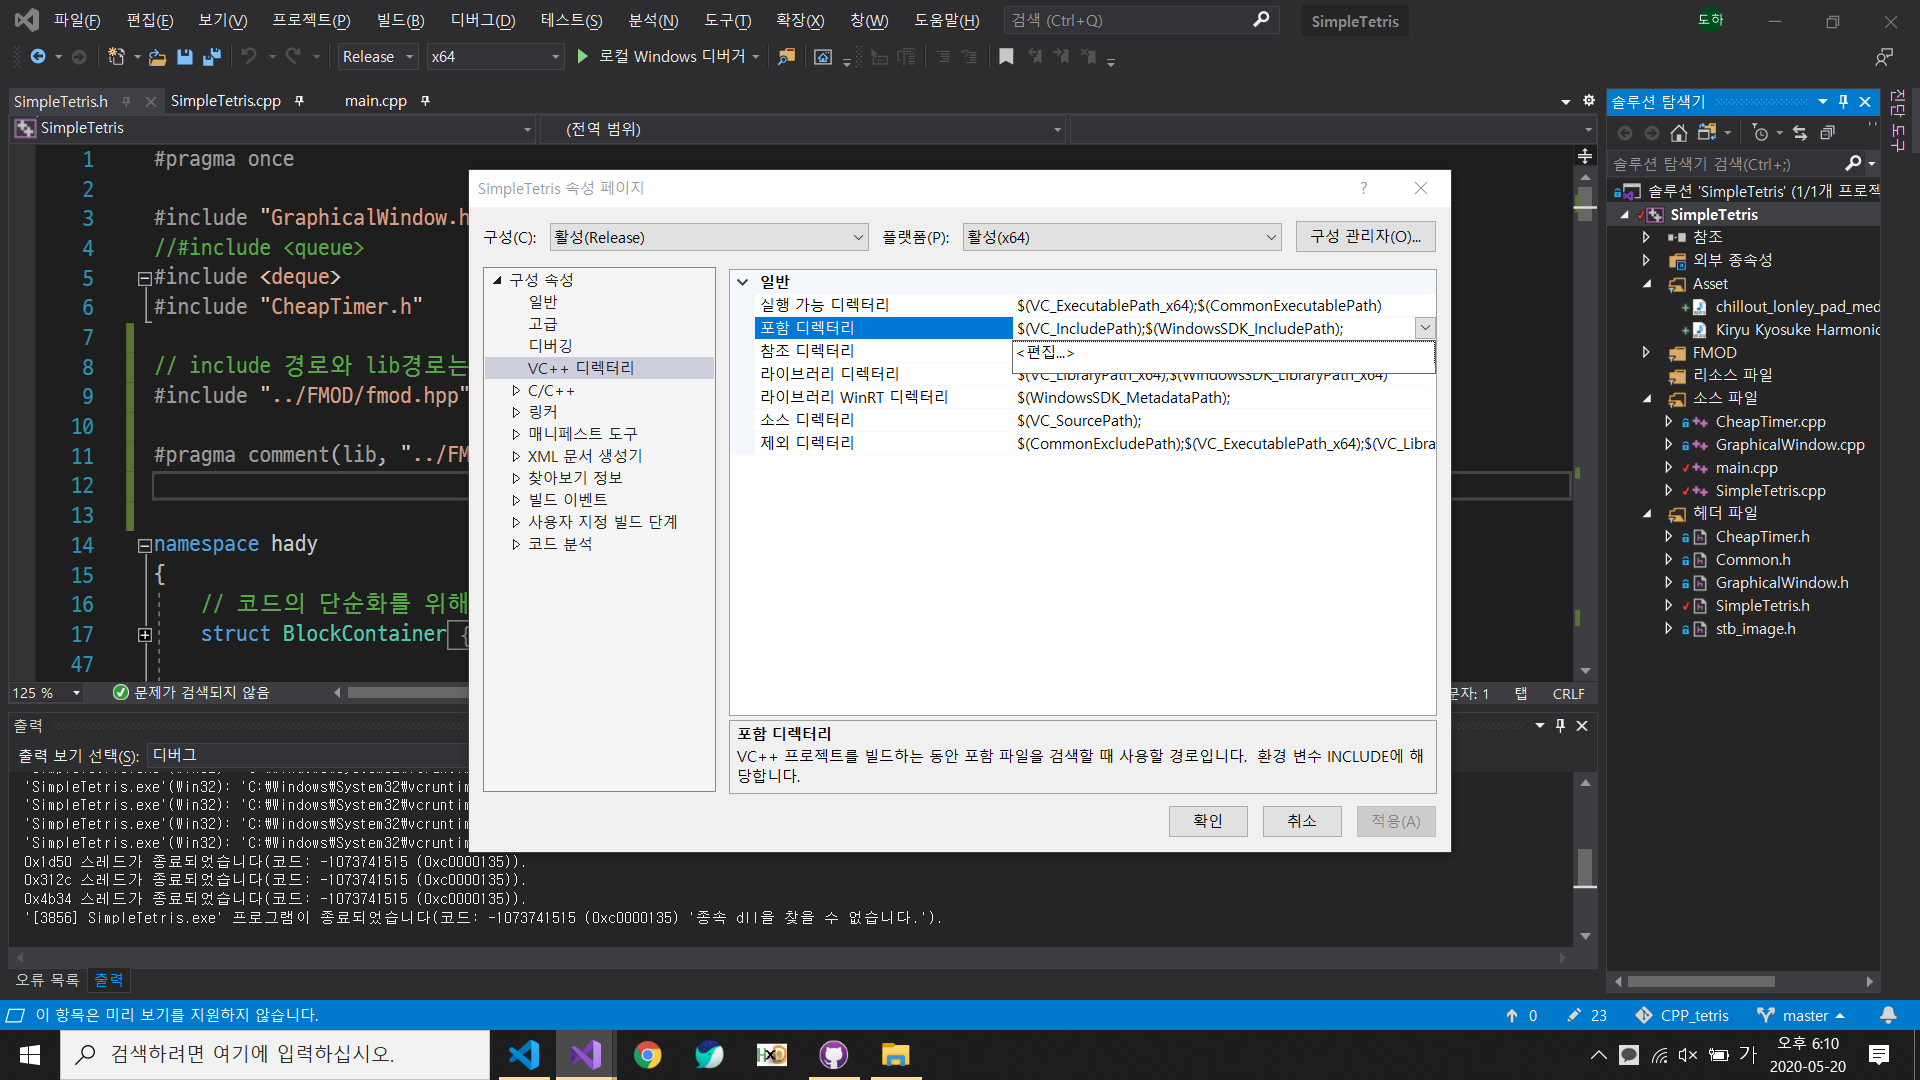 파일(F) 편집(E) 보기(V) 프로젝트(P) 빌드(B) 디버그(D) 테스트(S) 분석(N) 도구(T) 확장(X) 창(W) 도움말(H) 검색 (Ctrl+Q) SimpleTetris 도하
Release x64 로컬 Windows 디버거
SimpleTetris.h SimpleTetris.cpp main.cpp
SimpleTetris (전역 범위)
1 #pragma once
2
3 #include "GraphicalWindow.h
4 //#include <queue>
5 #include <deque>
6 #include "CheapTimer.h"
7
8 // include 경로와 lib경로는
9 #include "../FMOD/fmod.hpp"
10
11 #pragma comment(lib, "../FM
12
13
14 namespace hady
15 {
16 // 코드의 단순화를 위해
17 struct BlockContainer {
47
125 % 문제가 검색되지 않음 문자: 1 탭 CRLF
SimpleTetris 속성 페이지 ?
구성(C): 활성(Release) 플랫폼(P): 활성(x64) 구성 관리자(O)...
구성 속성
일반
고급
디버깅
VC++ 디렉터리
C/C++
링커
매니페스트 도구
XML 문서 생성기
찾아보기 정보
빌드 이벤트
사용자 지정 빌드 단계
코드 분석
일반
실행 가능 디렉터리 $(VC_ExecutablePath_x64);$(CommonExecutablePath)
포함 디렉터리 $(VC_IncludePath);$(WindowsSDK_IncludePath);
참조 디렉터리 <편집...>
라이브러리 디렉터리 $(VC_LibraryPath_x64);$(WindowsSDK_LibraryPath_x64)
라이브러리 WinRT 디렉터리 $(WindowsSDK_MetadataPath);
소스 디렉터리 $(VC_SourcePath);
제외 디렉터리 $(CommonExcludePath);$(VC_ExecutablePath_x64);$(VC_Libra
포함 디렉터리
VC++ 프로젝트를 빌드하는 동안 포함 파일을 검색할 때 사용할 경로입니다. 환경 변수 INCLUDE에 해
당합니다.
확인 취소 적용(A)
솔루션 탐색기
솔루션 탐색기 검색(Ctrl+;)
솔루션 'SimpleTetris' (1/1개 프로젝
SimpleTetris
참조
외부 종속성
Asset
chillout_lonley_pad_med
Kiryu Kyosuke Harmonic
FMOD
리소스 파일
소스 파일
CheapTimer.cpp
GraphicalWindow.cpp
main.cpp
SimpleTetris.cpp
헤더 파일
CheapTimer.h
Common.h
GraphicalWindow.h
SimpleTetris.h
stb_image.h
진단 도구
출력
출력 보기 선택(S): 디버그
'SimpleTetris.exe'(Win32): 'C:₩Windows₩System32₩vcruntim
'SimpleTetris.exe'(Win32): 'C:₩Windows₩System32₩vcruntim
'SimpleTetris.exe'(Win32): 'C:₩Windows₩System32₩vcruntim
'SimpleTetris.exe'(Win32): 'C:₩Windows₩System32₩vcruntim
0x1d50 스레드가 종료되었습니다(코드: -1073741515 (0xc0000135)).
0x312c 스레드가 종료되었습니다(코드: -1073741515 (0xc0000135)).
0x4b34 스레드가 종료되었습니다(코드: -1073741515 (0xc0000135)).
'[3856] SimpleTetris.exe' 프로그램이 종료되었습니다(코드: -1073741515 (0xc0000135) '종속 dll을 찾을 수 없습니다.').
오류 목록 출력
이 항목은 미리 보기를 지원하지 않습니다. 0 23 CPP_tetris master
검색하려면 여기에 입력하십시오. HxD 가 오후 6:10
2020-05-20